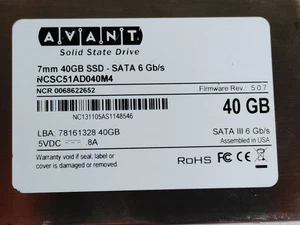 AVANT
Solid State Drive
7mm 40GB SSD - SATA 6 Gb/s
NCSC51AD040M4
NCR 0068622652
Firmware Rev.: 5.0.7
NC131105AS1148546
40 GB
LBA: 78161328 40GB
SATA III 6 Gb/s
5VDC .8A
Assembled in USA
Warranty void if seal, label or
cover is damaged or removed.
RoHS CE